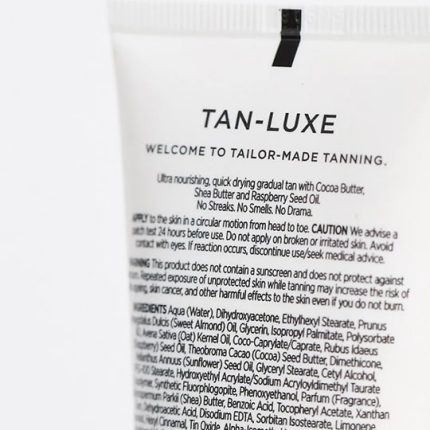 TAN-LUXE
WELCOME TO TAILOR-MADE TANNING.
Ultra nourishing, quick drying gradual tan with Cocoa Butter,
Shea Butter and Raspberry Seed Oil.
No Streaks. No Smells. No Drama.
APPLY to the skin in a circular motion from head to toe. CAUTION We advise a
patch test 24 hours before use. Do not apply on broken or irritated skin. Avoid
contact with eyes. If reaction occurs, discontinue use/seek medical advice.
WARNING This product does not contain a sunscreen and does not protect against
Repeated exposure of unprotected skin while tanning may increase the risk of
skin cancer, and other harmful effects to the skin even if you do not burn.
INGREDIENTS Aqua (Water), Dihydroxyacetone, Ethylhexyl Stearate, Prunus
Dulcis (Sweet Almond) Oil, Glycerin, Isopropyl Palmitate, Polysorbate
Avena Sativa (Oat) Kernel Oil, Coco-Caprylate/Caprate, Rubus Idaeus
Seed Oil, Theobroma Cacao (Cocoa) Seed Butter, Dimethicone,
Annuus (Sunflower) Seed Oil, Glyceryl Stearate, Cetyl Alcohol,
Stearate, Hydroxyethyl Acrylate/Sodium Acryloyldimethyl Taurate
Synthetic Fluorphlogopite, Phenoxyethanol, Parfum (Fragrance),
Parkii (Shea) Butter, Benzoic Acid, Tocopheryl Acetate, Xanthan
Dehydroacetic Acid, Disodium EDTA, Sorbitan Isostearate, Limonene,
Hexyl Cinnamal, Tin Oxide,